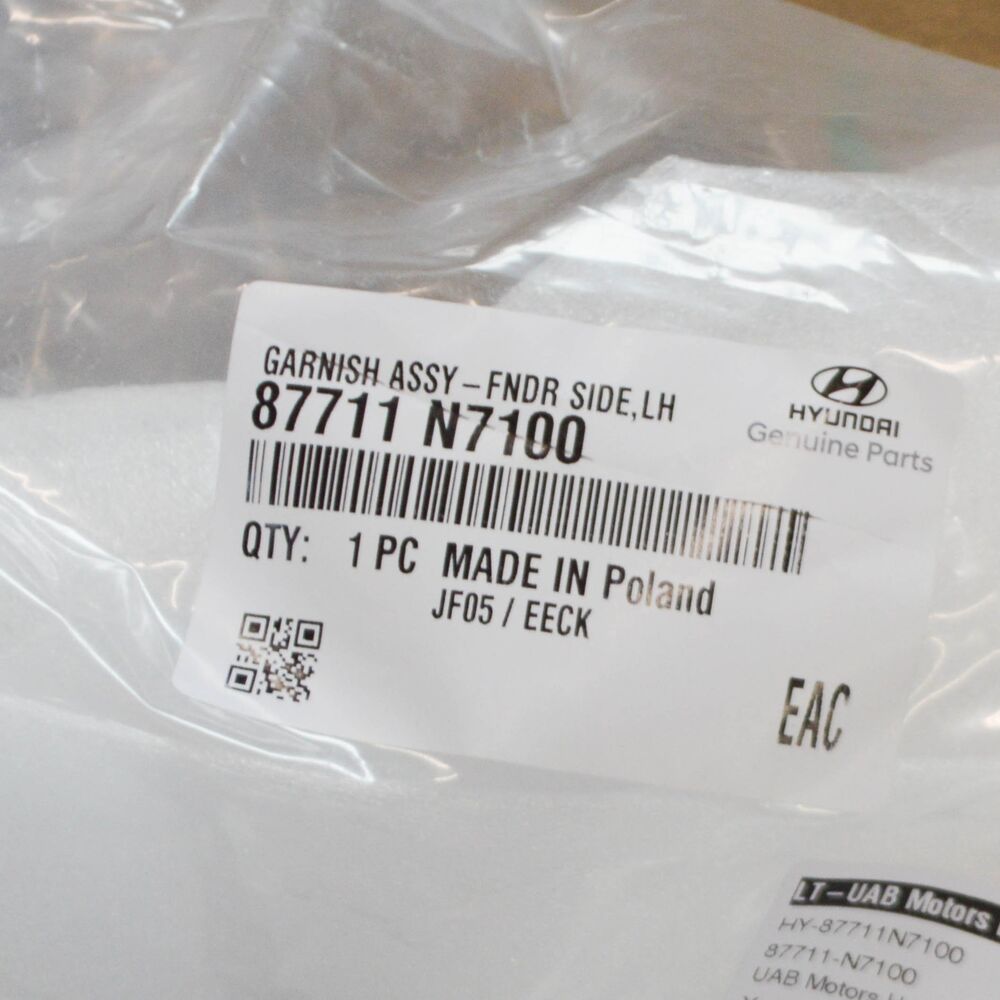 GARNISH ASSY – FNDR SIDE,LH
87711 N7100
HYUNDAI
Genuine Parts
QTY: 1 PC MADE IN Poland
JF05 / EECK
EAC
LT-UAB Motors
HY-87711N7100
87711-N7100
UAB Motors